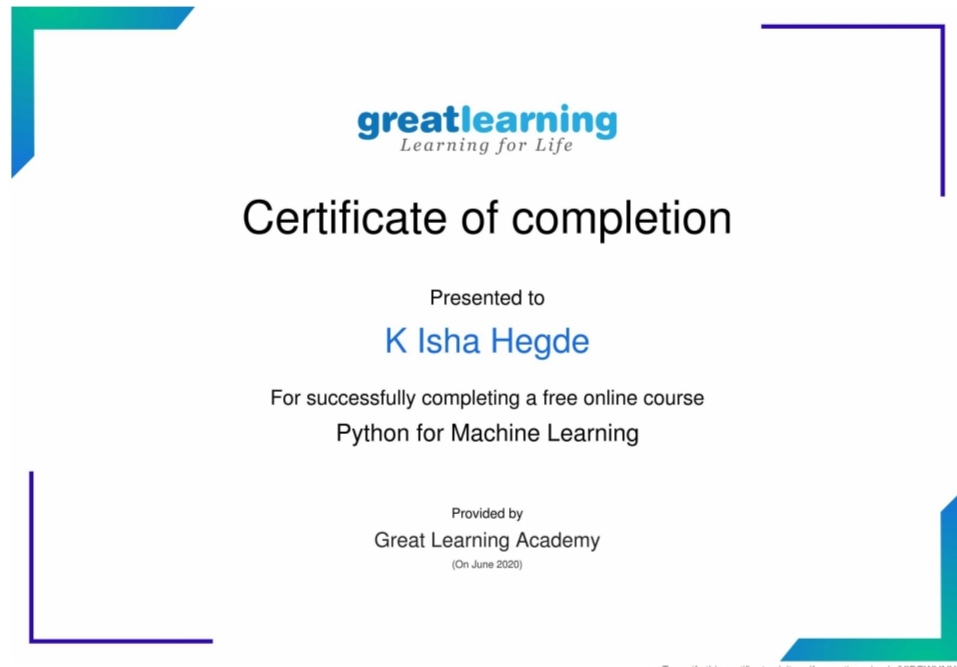 greatlearning
Learning for Life
Certificate of completion
Presented to
K Isha Hegde
For successfully completing a free online course
Python for Machine Learning
Provided by
Great Learning Academy
(On June 2020)